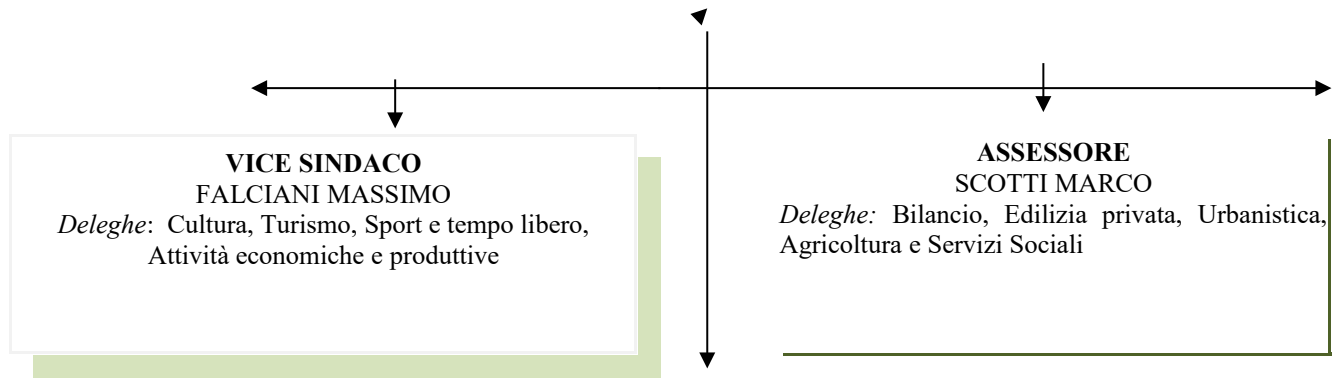 VICE SINDACO
FALCIANI MASSIMO
Deleghe: Cultura, Turismo, Sport e tempo libero,
Attività economiche e produttive
ASSESSORE
SCOTTI MARCO
Deleghe: Bilancio, Edilizia privata, Urbanistica,
Agricoltura e Servizi Sociali